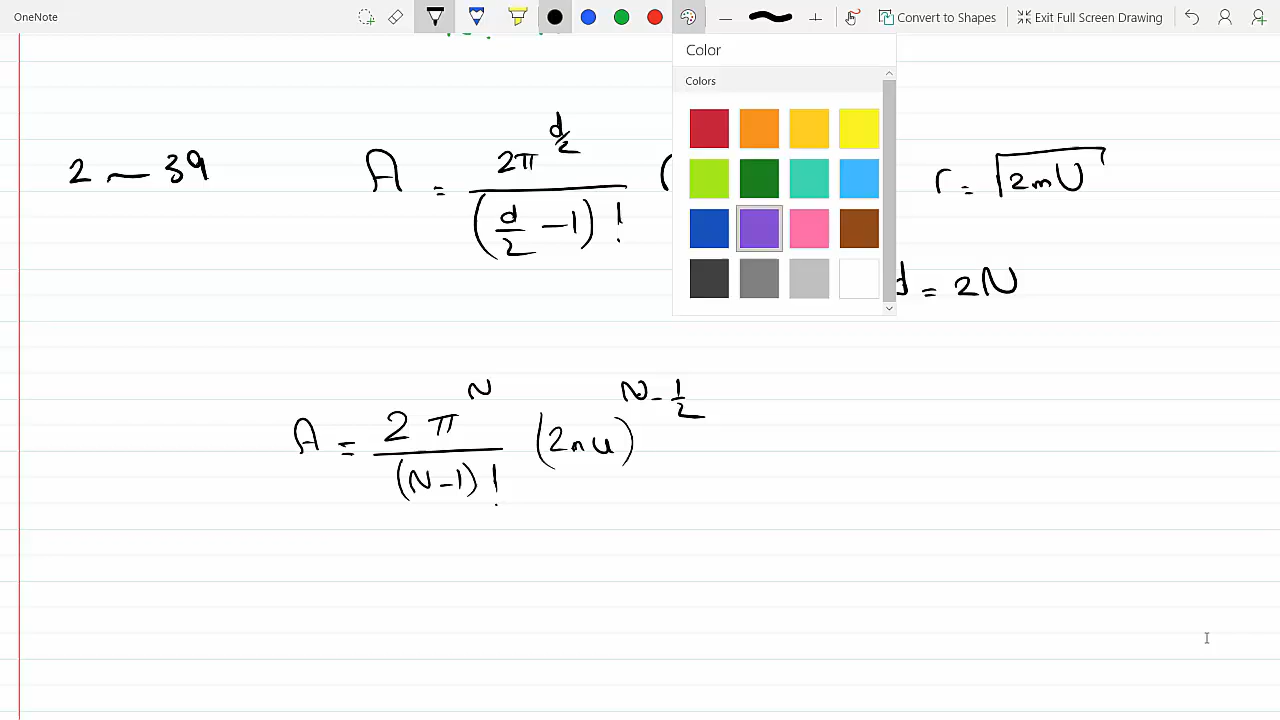 OneNote
Convert to Shapes
Exit Full Screen Drawing
Color
Colors
2 ~ 39
A = 2π^(d/2) / (d/2 - 1)! (
r = √2mU
d = 2N
A = 2π^N / (N-1)! (2mu)^(N - 1/2)